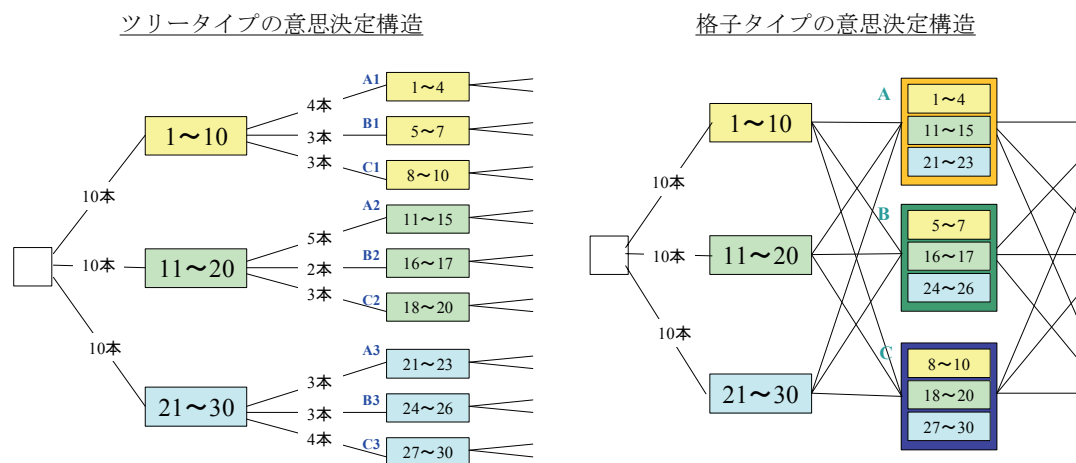 ツリータイプの意思決定構造
A1
1～4
4本
B1
1～10
3本
5～7
3本
C1
8～10
10本
A2
11～15
5本
B2
10本
11～20
2本
16～17
3本
C2
18～20
10本
A3
21～23
3本
B3
21～30
3本
24～26
4本
C3
27～30
格子タイプの意思決定構造
A
1～4
1～10
11～15
21～23
10本
B
5～7
10本
11～20
16～17
24～26
10本
C
8～10
21～30
18～20
27～30